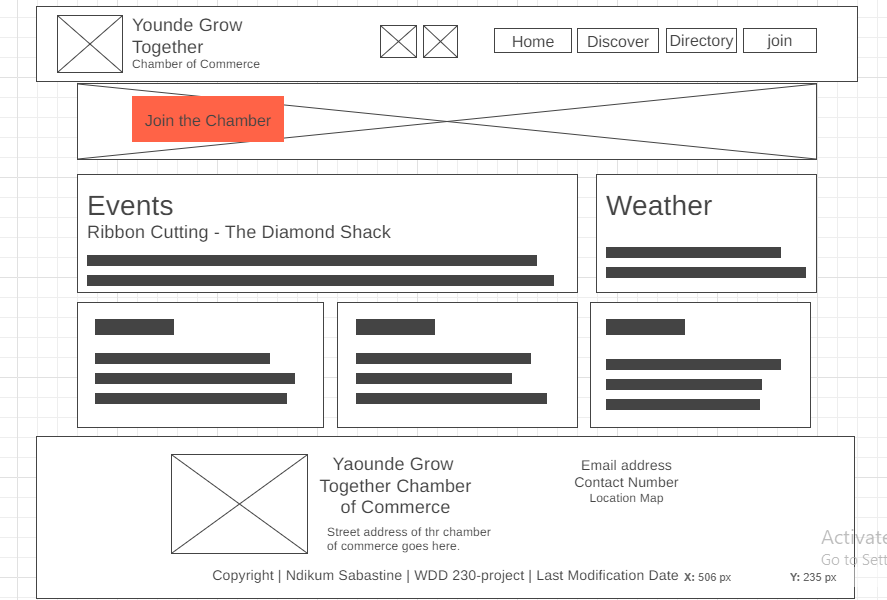 Younde Grow
Together
Chamber of Commerce
Home
Discover
Directory
join
Join the Chamber
Events
Ribbon Cutting - The Diamond Shack
Weather
Yaounde Grow
Together Chamber
of Commerce
Street address of thr chamber
of commerce goes here.
Email address
Contact Number
Location Map
Activate
Go to Sett
Copyright | Ndikum Sabastine | WDD 230-project | Last Modification Date
X: 506 px
Y: 235 px